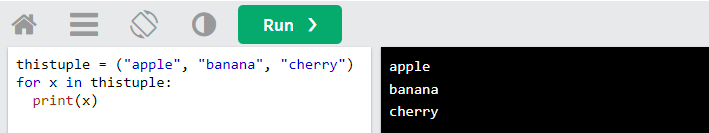 Run ❯
thistuple = ("apple", "banana", "cherry")
for x in thistuple:
  print(x)
apple
banana
cherry